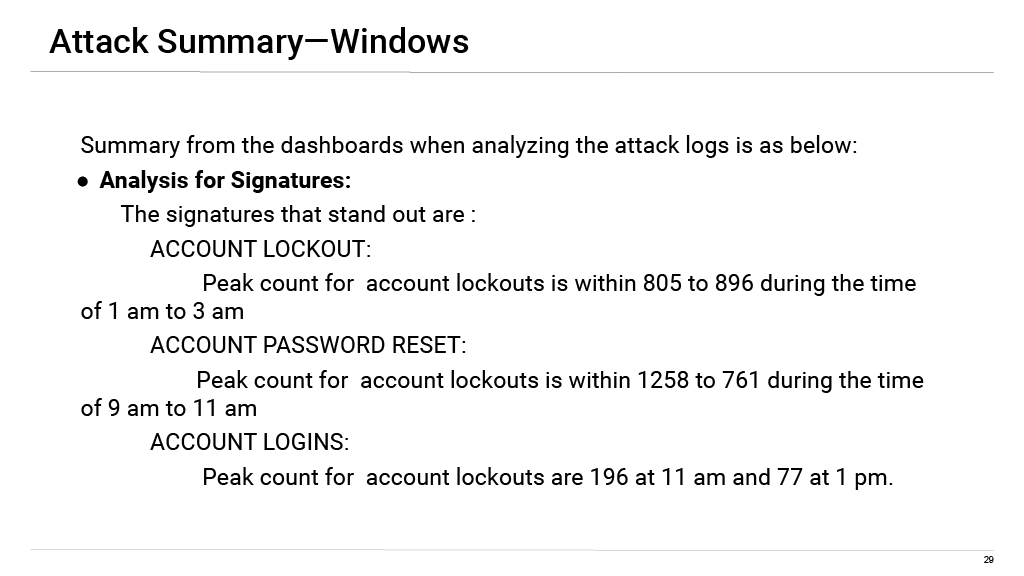 Attack Summary—Windows
Summary from the dashboards when analyzing the attack logs is as below:
● Analysis for Signatures:
The signatures that stand out are :
ACCOUNT LOCKOUT:
Peak count for  account lockouts is within 805 to 896 during the time
of 1 am to 3 am
ACCOUNT PASSWORD RESET:
Peak count for  account lockouts is within 1258 to 761 during the time
of 9 am to 11 am
ACCOUNT LOGINS:
Peak count for  account lockouts are 196 at 11 am and 77 at 1 pm.
29